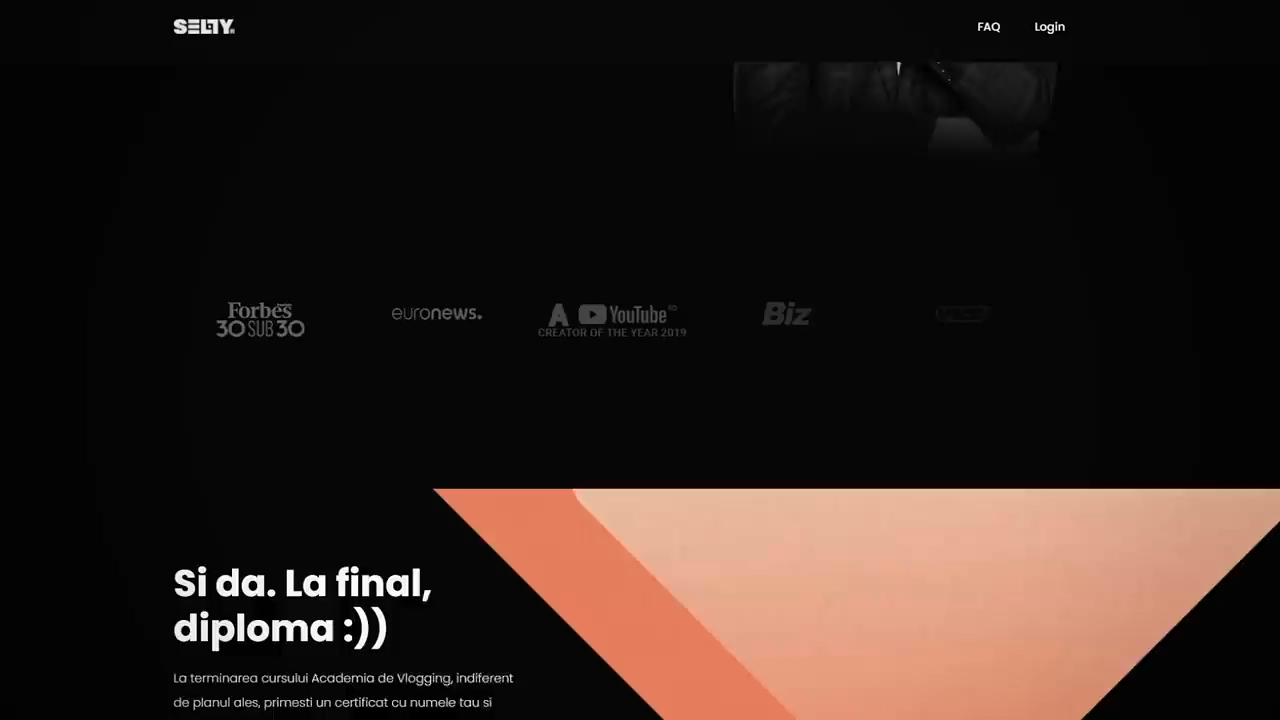 SELLY
FAQ
Login
Forbes
30 SUB 30
euronews.
A YouTube
CREATOR OF THE YEAR 2019
Biz
Si da. La final,
diploma :))
La terminarea cursului Academia de Vlogging, indiferent
de planul ales, primesti un certificat cu numele tau si